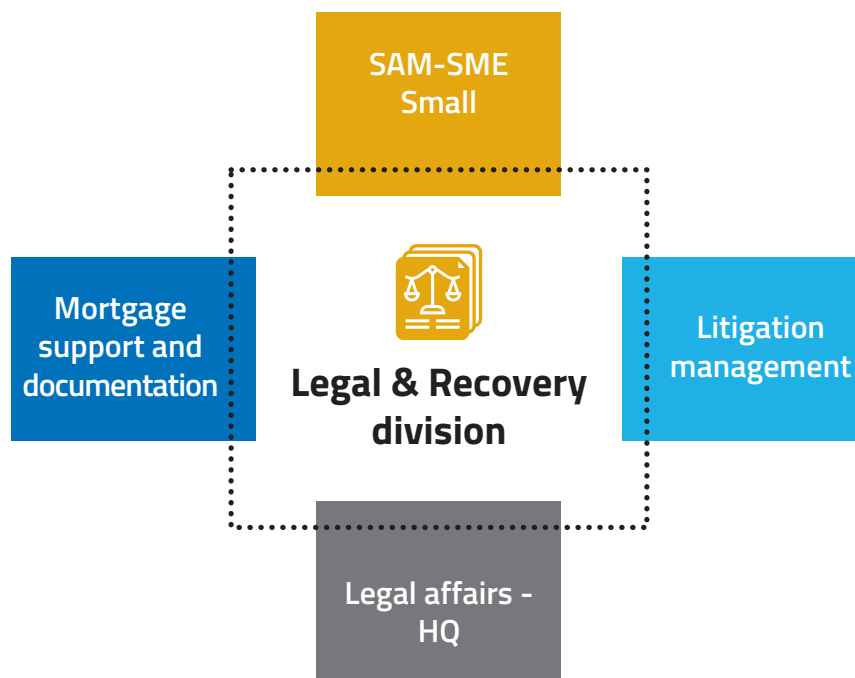 SAM-SME
Small
Mortgage
support and
documentation
Legal & Recovery
division
Litigation
management
Legal affairs -
HQ